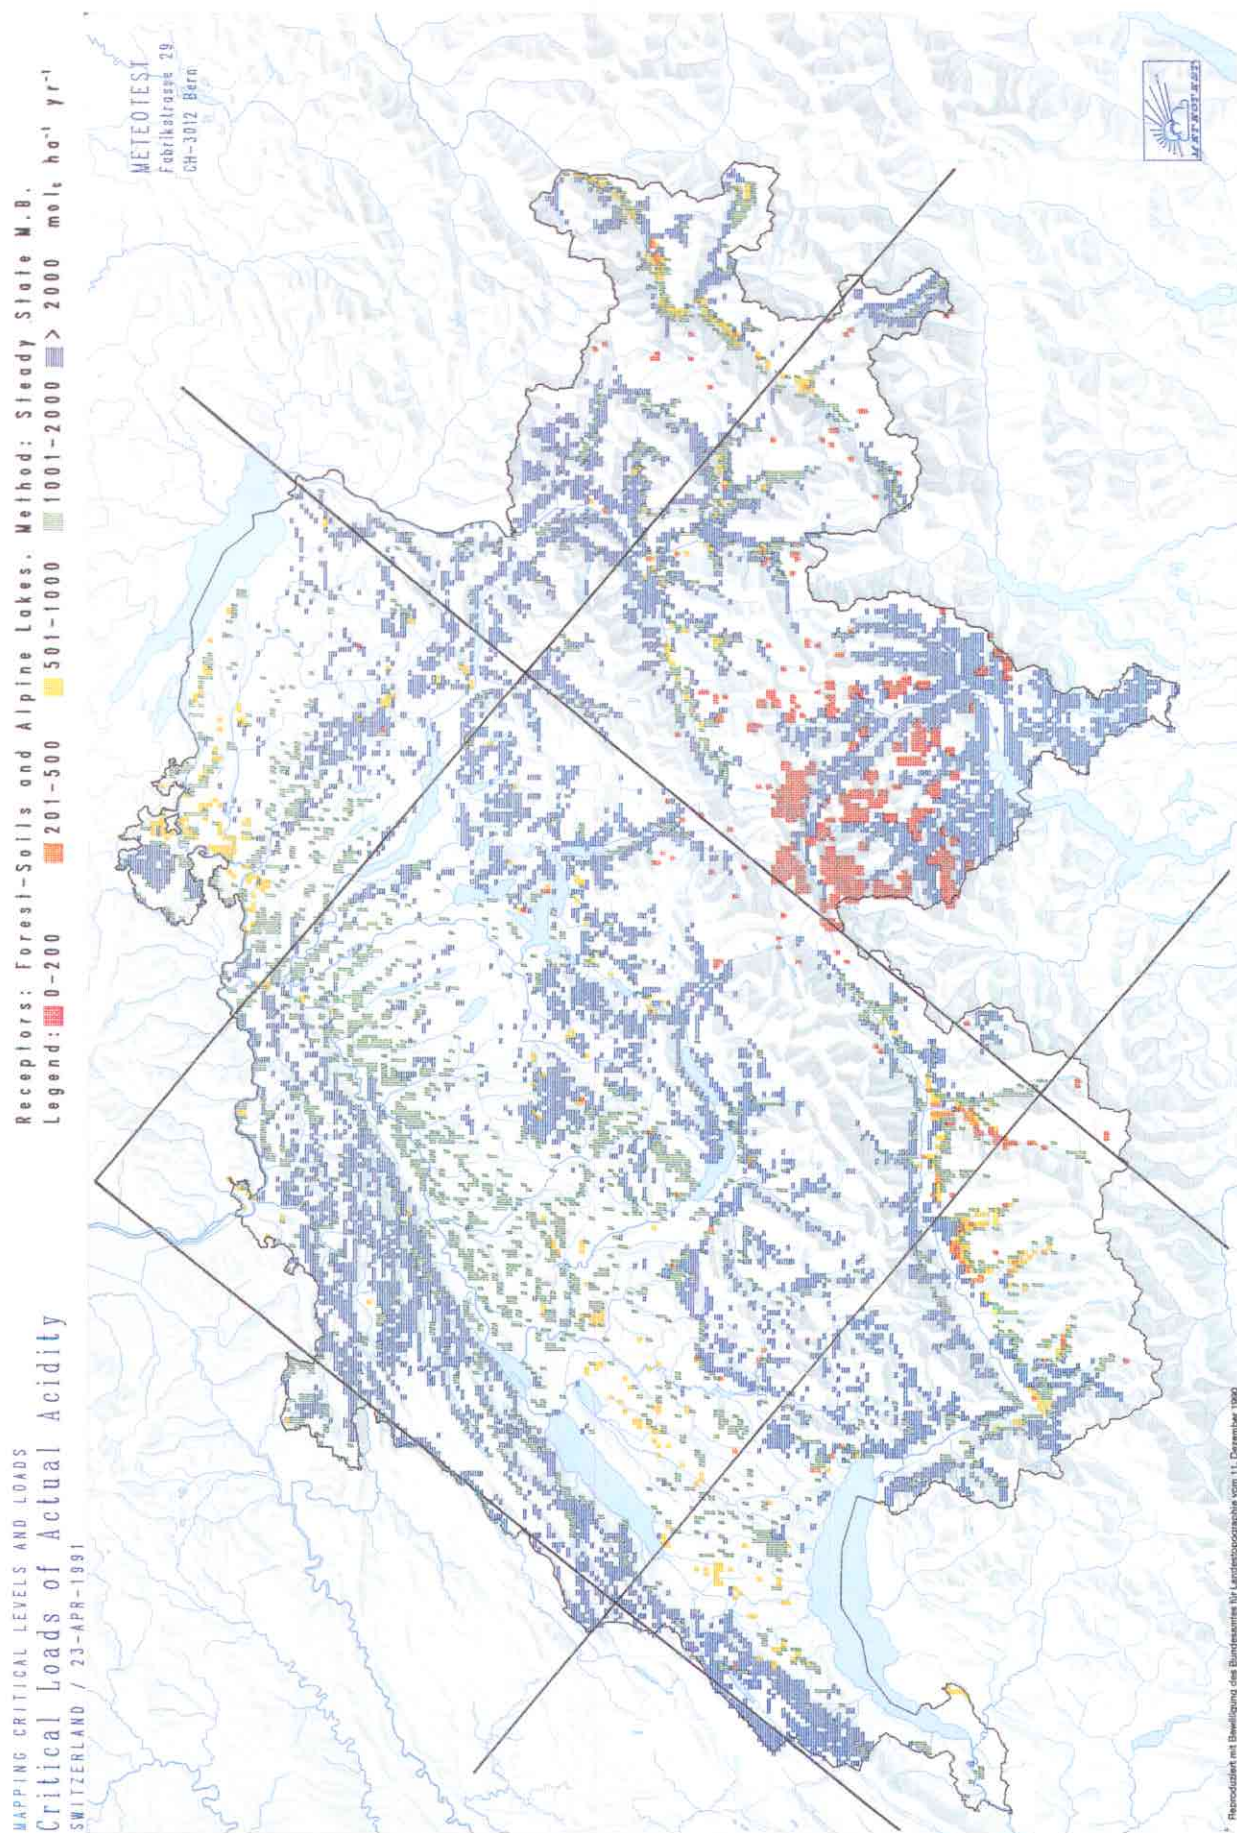 MAPPING CRITICAL LEVELS AND LOADS
Critical Loads of Actual Acidity
SWITZERLAND / 23-APR-1991
Receptors: Forest-Soils and Alpine Lakes. Method: Steady State M.B.
Legend: 0-200 201-500 501-1000 1001-2000 > 2000 molc ha⁻¹ yr⁻¹
METEOTEST
Fabrikstrasse 29
CH-3012 Bern
METEOTEST
Reproduziert mit Bewilligung des Bundesamtes für Landestopographie vom 11. Dezember 1990